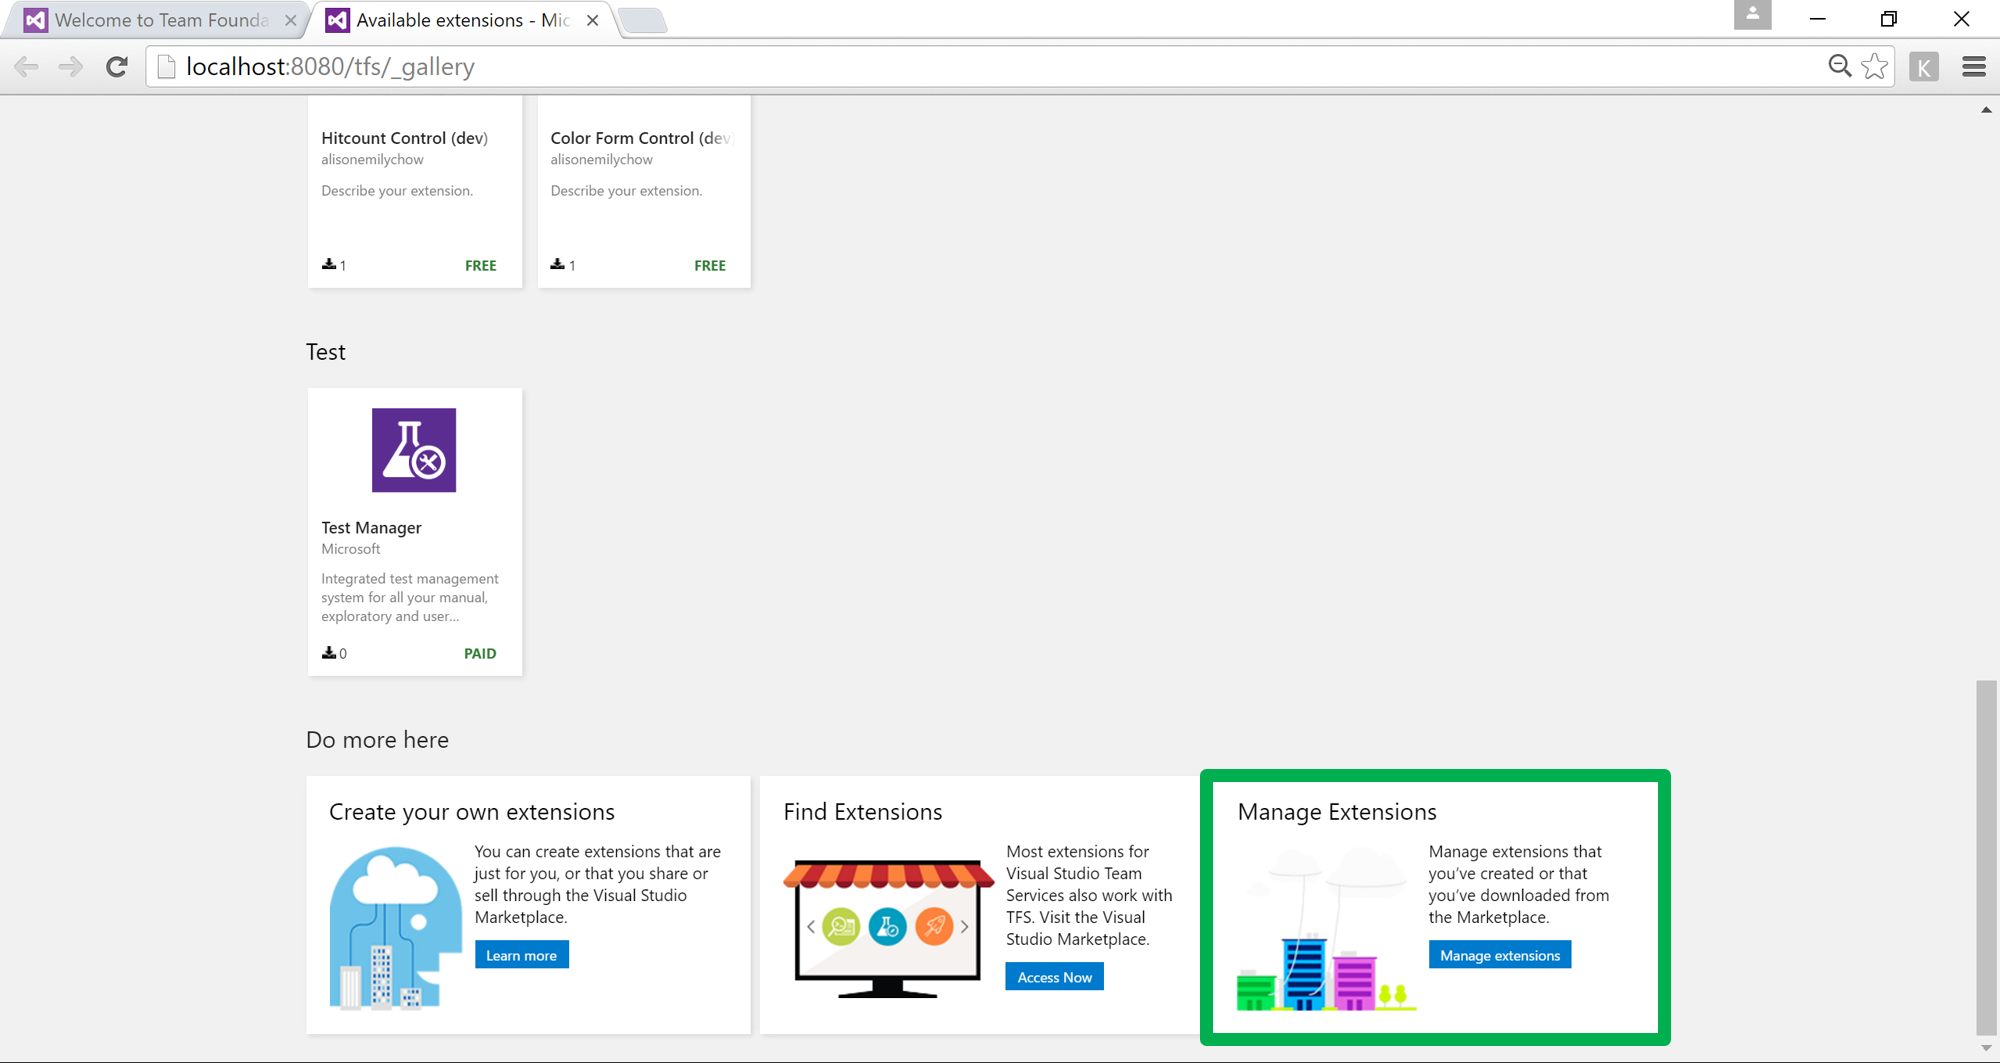 Welcome to Team Founda
Available extensions - Mic
localhost:8080/tfs/_gallery
K
Hitcount Control (dev)
alisonemilychow
Describe your extension.
1
FREE
Color Form Control (dev)
alisonemilychow
Describe your extension.
1
FREE
Test
Test Manager
Microsoft
Integrated test management
system for all your manual,
exploratory and user...
0
PAID
Do more here
Create your own extensions
You can create extensions that are
just for you, or that you share or
sell through the Visual Studio
Marketplace.
Learn more
Find Extensions
Most extensions for
Visual Studio Team
Services also work with
TFS. Visit the Visual
Studio Marketplace.
Access Now
Manage Extensions
Manage extensions that
you've created or that
you've downloaded from
the Marketplace.
Manage extensions